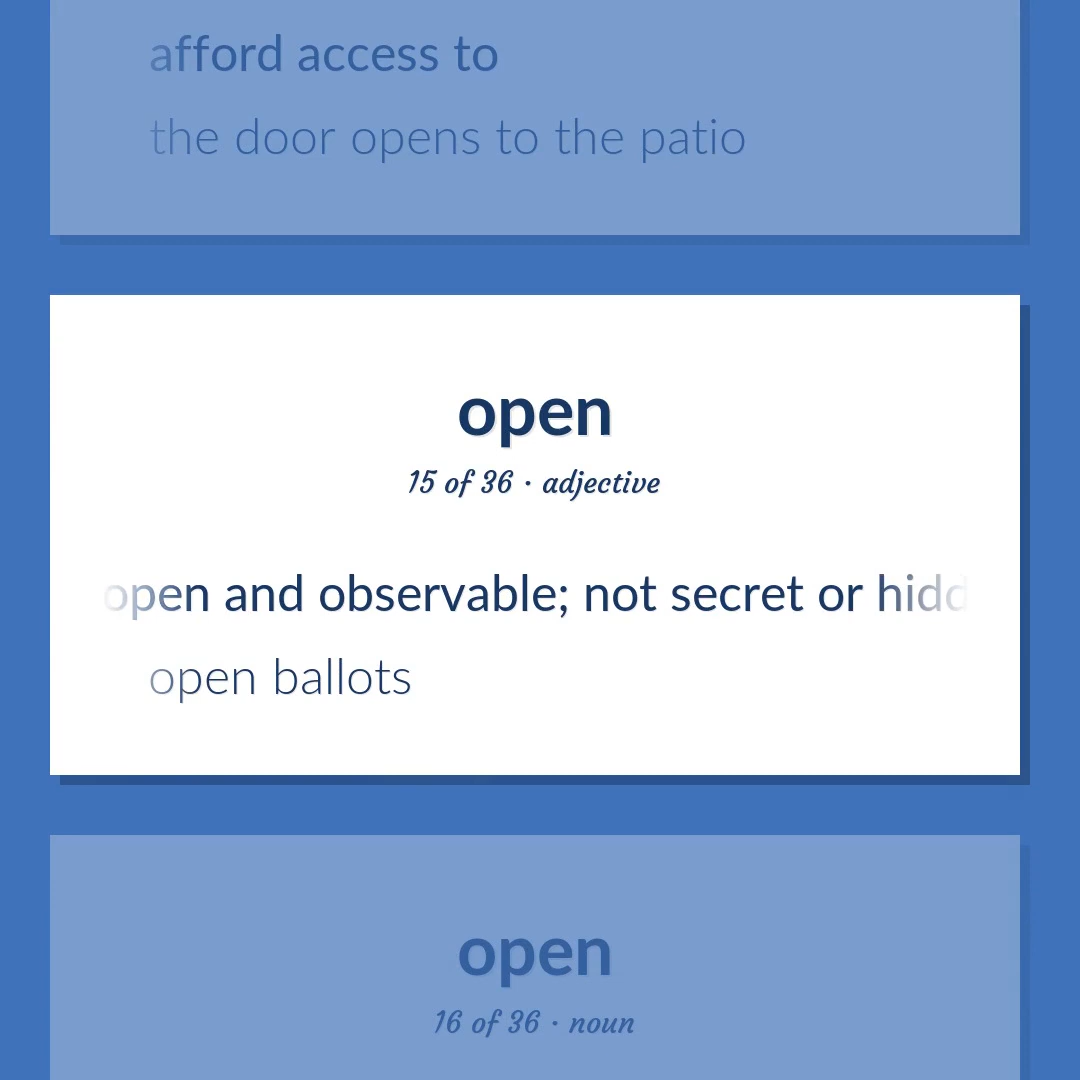 afford access to
the door opens to the patio
open
15 of 36 · adjective
open and observable; not secret or hidd
open ballots
open
16 of 36 · noun